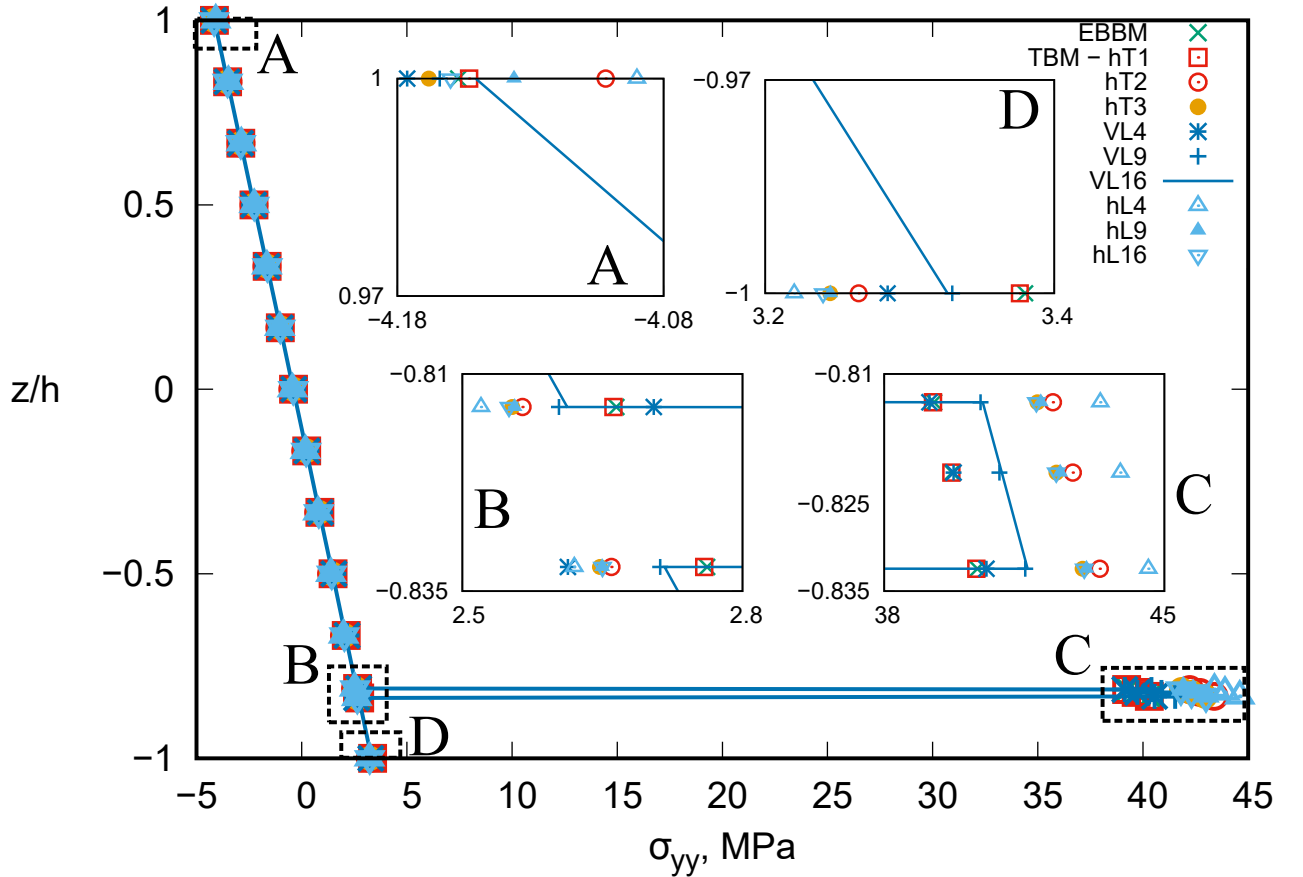 1
0.5
0
−0.5
−1
z/h
−5
0
5
10
15
20
25
30
35
40
45
σyy, MPa
EBBM
TBM − hT1
hT2
hT3
VL4
VL9
VL16
hL4
hL9
hL16
A
1
0.97
−4.18
−4.08
A
−0.97
−1
3.2
3.4
D
−0.81
−0.835
2.5
2.8
B
−0.81
−0.825
−0.835
38
45
C
B
D
C